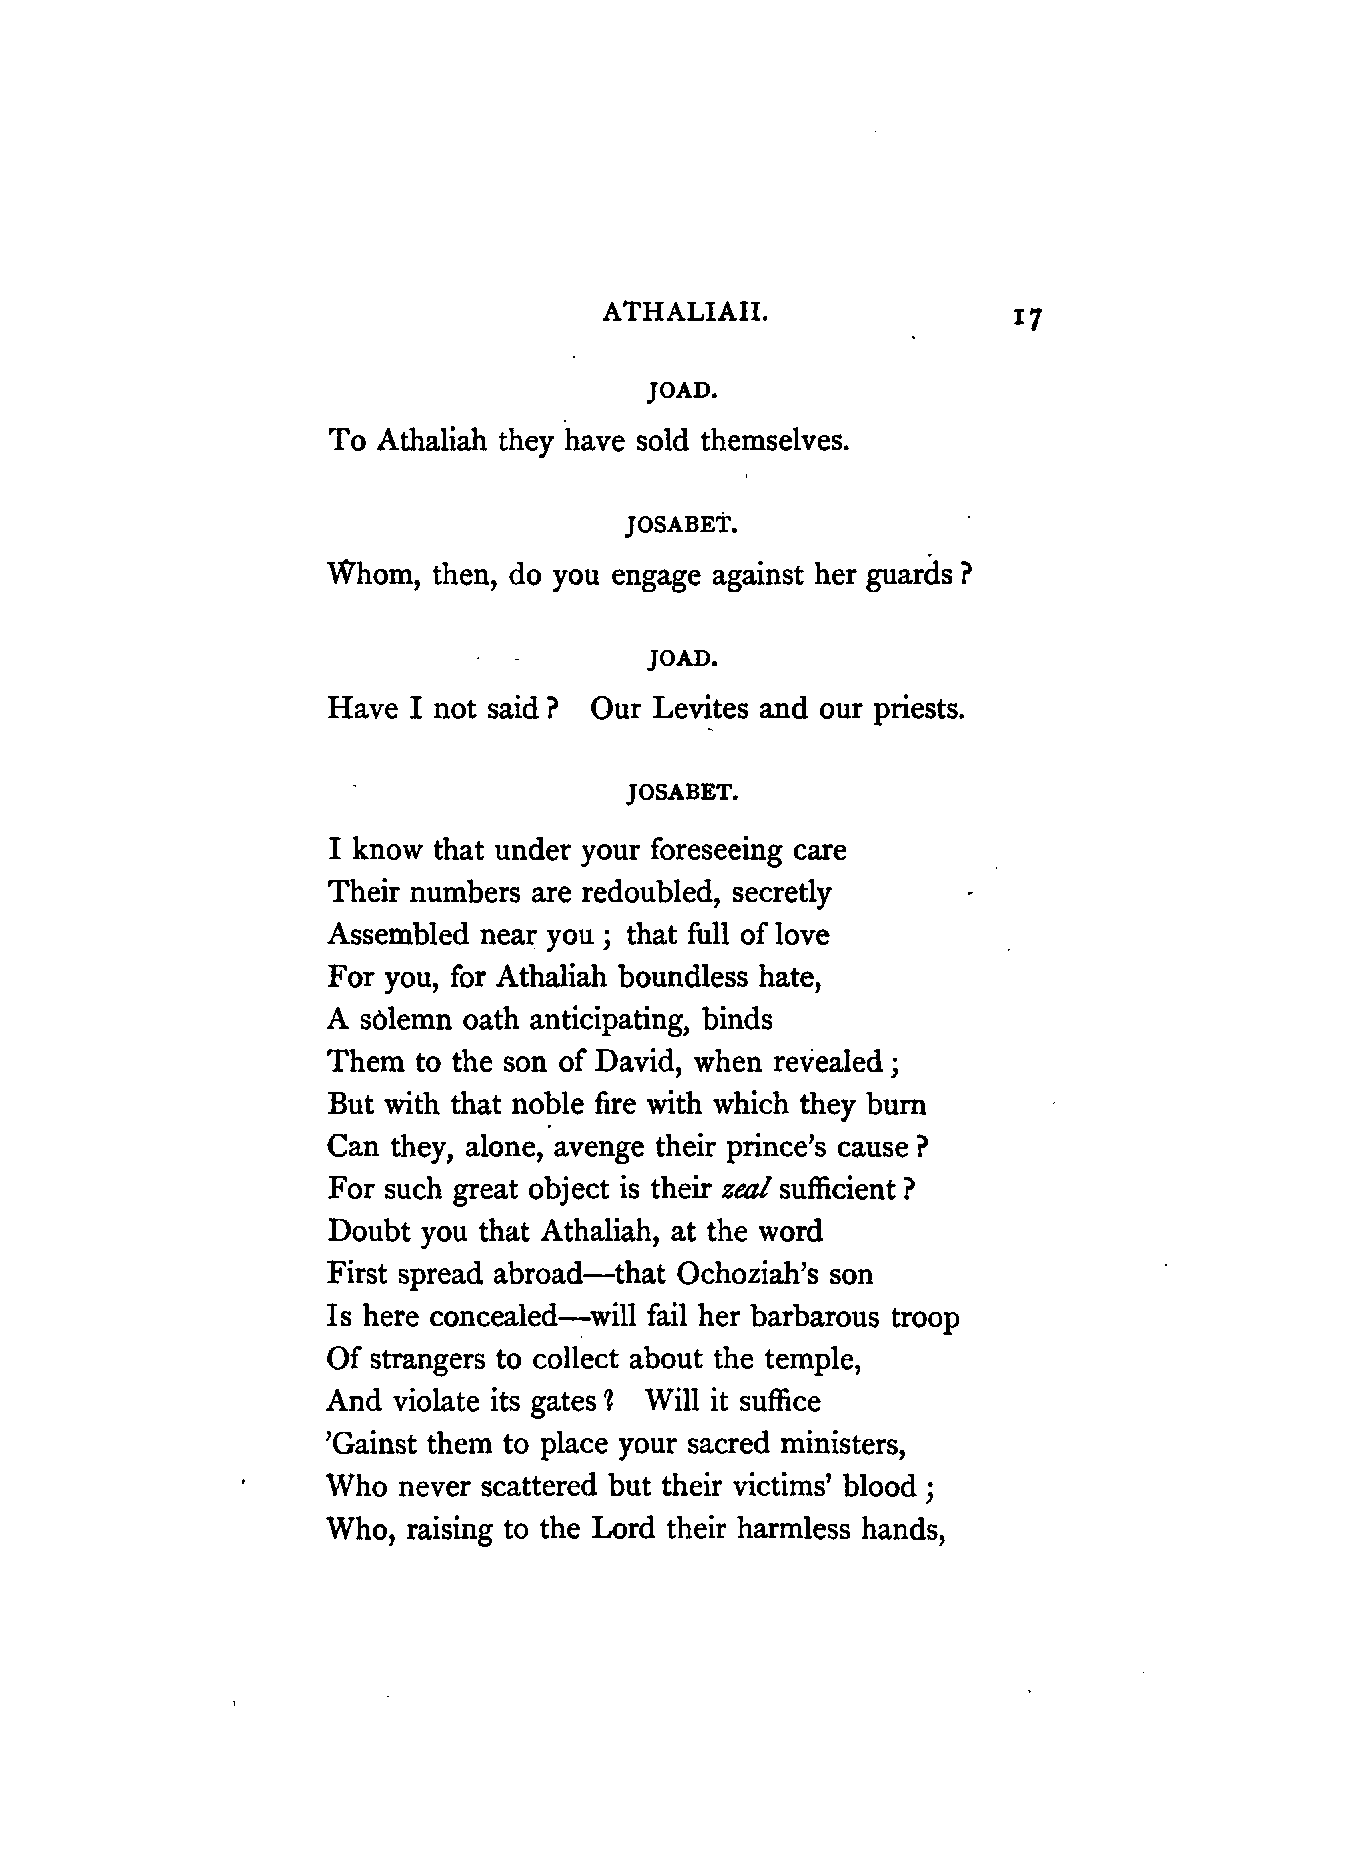 ATHALIAH. 17
JOAD.
To Athaliah they have sold themselves.
JOSABET.
Whom, then, do you engage against her guards ?
JOAD.
Have I not said ? Our Levites and our priests.
JOSABET.
I know that under your foreseeing care
Their numbers are redoubled, secretly
Assembled near you ; that full of love
For you, for Athaliah boundless hate,
A solemn oath anticipating, binds
Them to the son of David, when revealed ;
But with that noble fire with which they burn
Can they, alone, avenge their prince's cause ?
For such great object is their zeal sufficient ?
Doubt you that Athaliah, at the word
First spread abroad—that Ochoziah's son
Is here concealed—will fail her barbarous troop
Of strangers to collect about the temple,
And violate its gates ? Will it suffice
'Gainst them to place your sacred ministers,
Who never scattered but their victims' blood ;
Who, raising to the Lord their harmless hands,